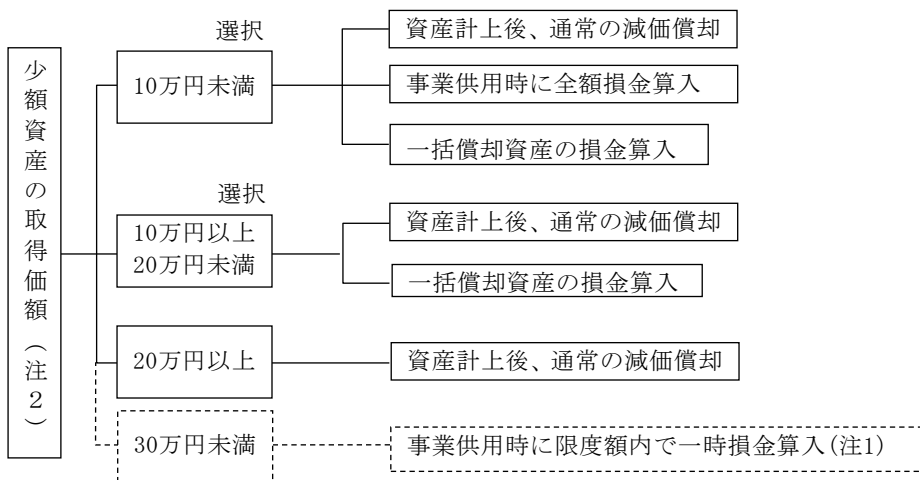 少額資産の取得価額（注２）
選択
10万円未満
資産計上後、通常の減価償却
事業供用時に全額損金算入
一括償却資産の損金算入
選択
10万円以上
20万円未満
資産計上後、通常の減価償却
一括償却資産の損金算入
20万円以上
資産計上後、通常の減価償却
30万円未満
事業供用時に限度額内で一時損金算入(注1)